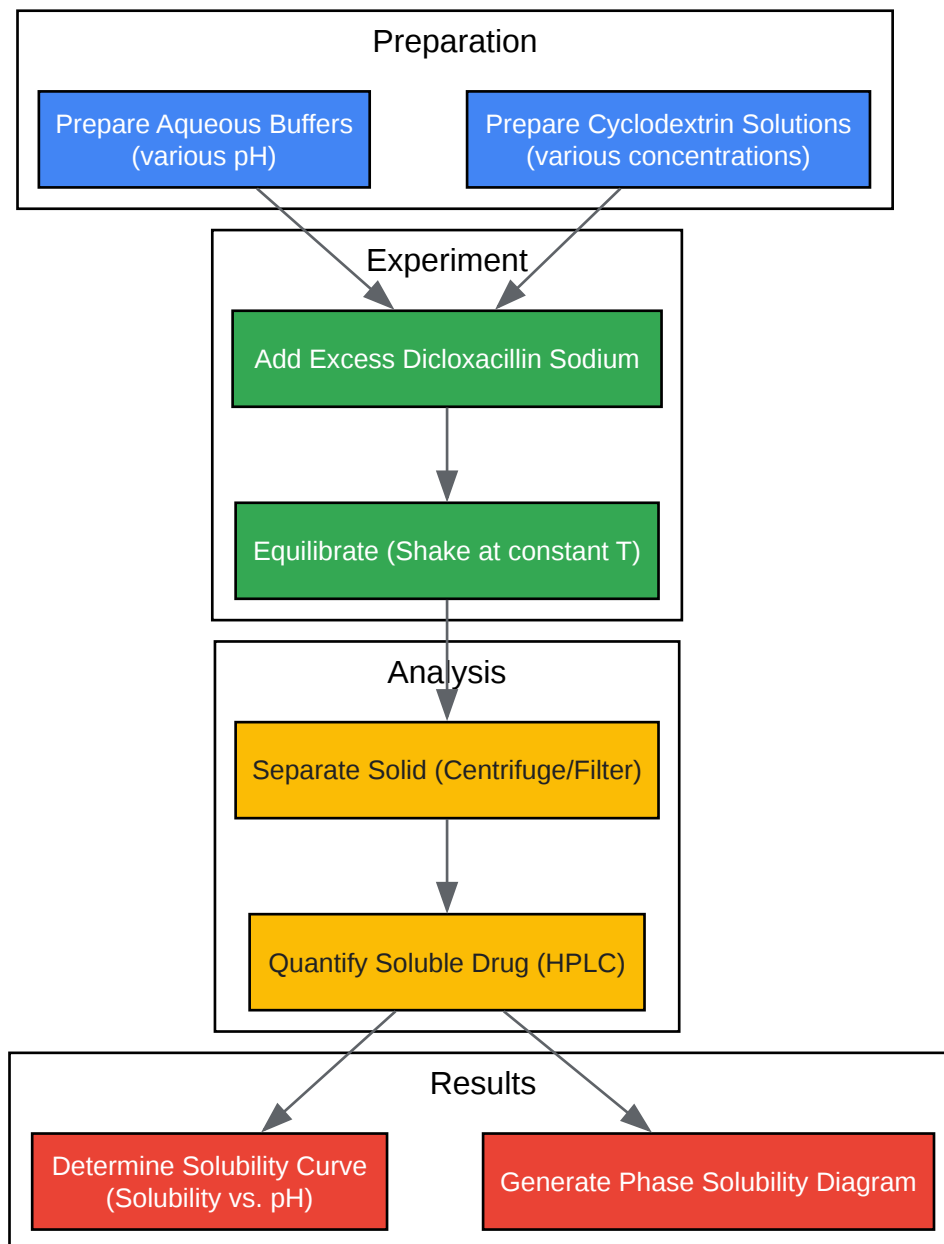 Preparation
Prepare Aqueous Buffers
(various pH)
Prepare Cyclodextrin Solutions
(various concentrations)
Experiment
Add Excess Dicloxacillin Sodium
Equilibrate (Shake at constant T)
Analysis
Separate Solid (Centrifuge/Filter)
Quantify Soluble Drug (HPLC)
Results
Determine Solubility Curve
(Solubility vs. pH)
Generate Phase Solubility Diagram